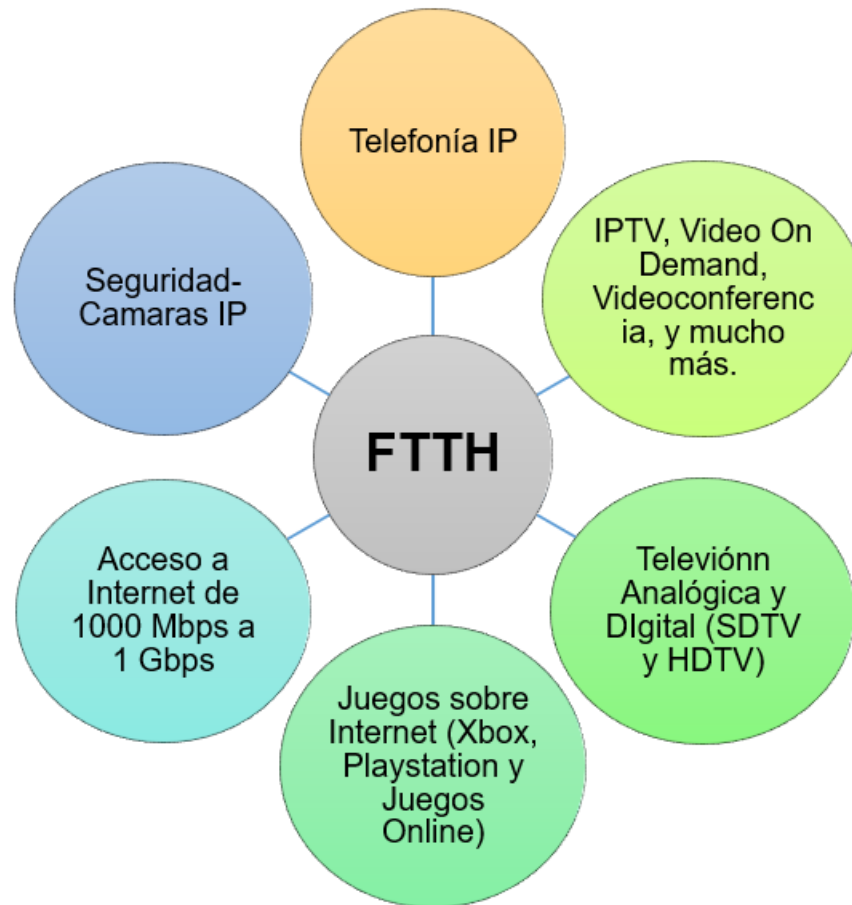 Telefonía IP
IPTV, Video On
Demand,
Videoconferenc
ia, y mucho
más.
Seguridad-
Camaras IP
FTTH
Televiónn
Analógica y
DIgital (SDTV
y HDTV)
Acceso a
Internet de
1000 Mbps a
1 Gbps
Juegos sobre
Internet (Xbox,
Playstation y
Juegos
Online)